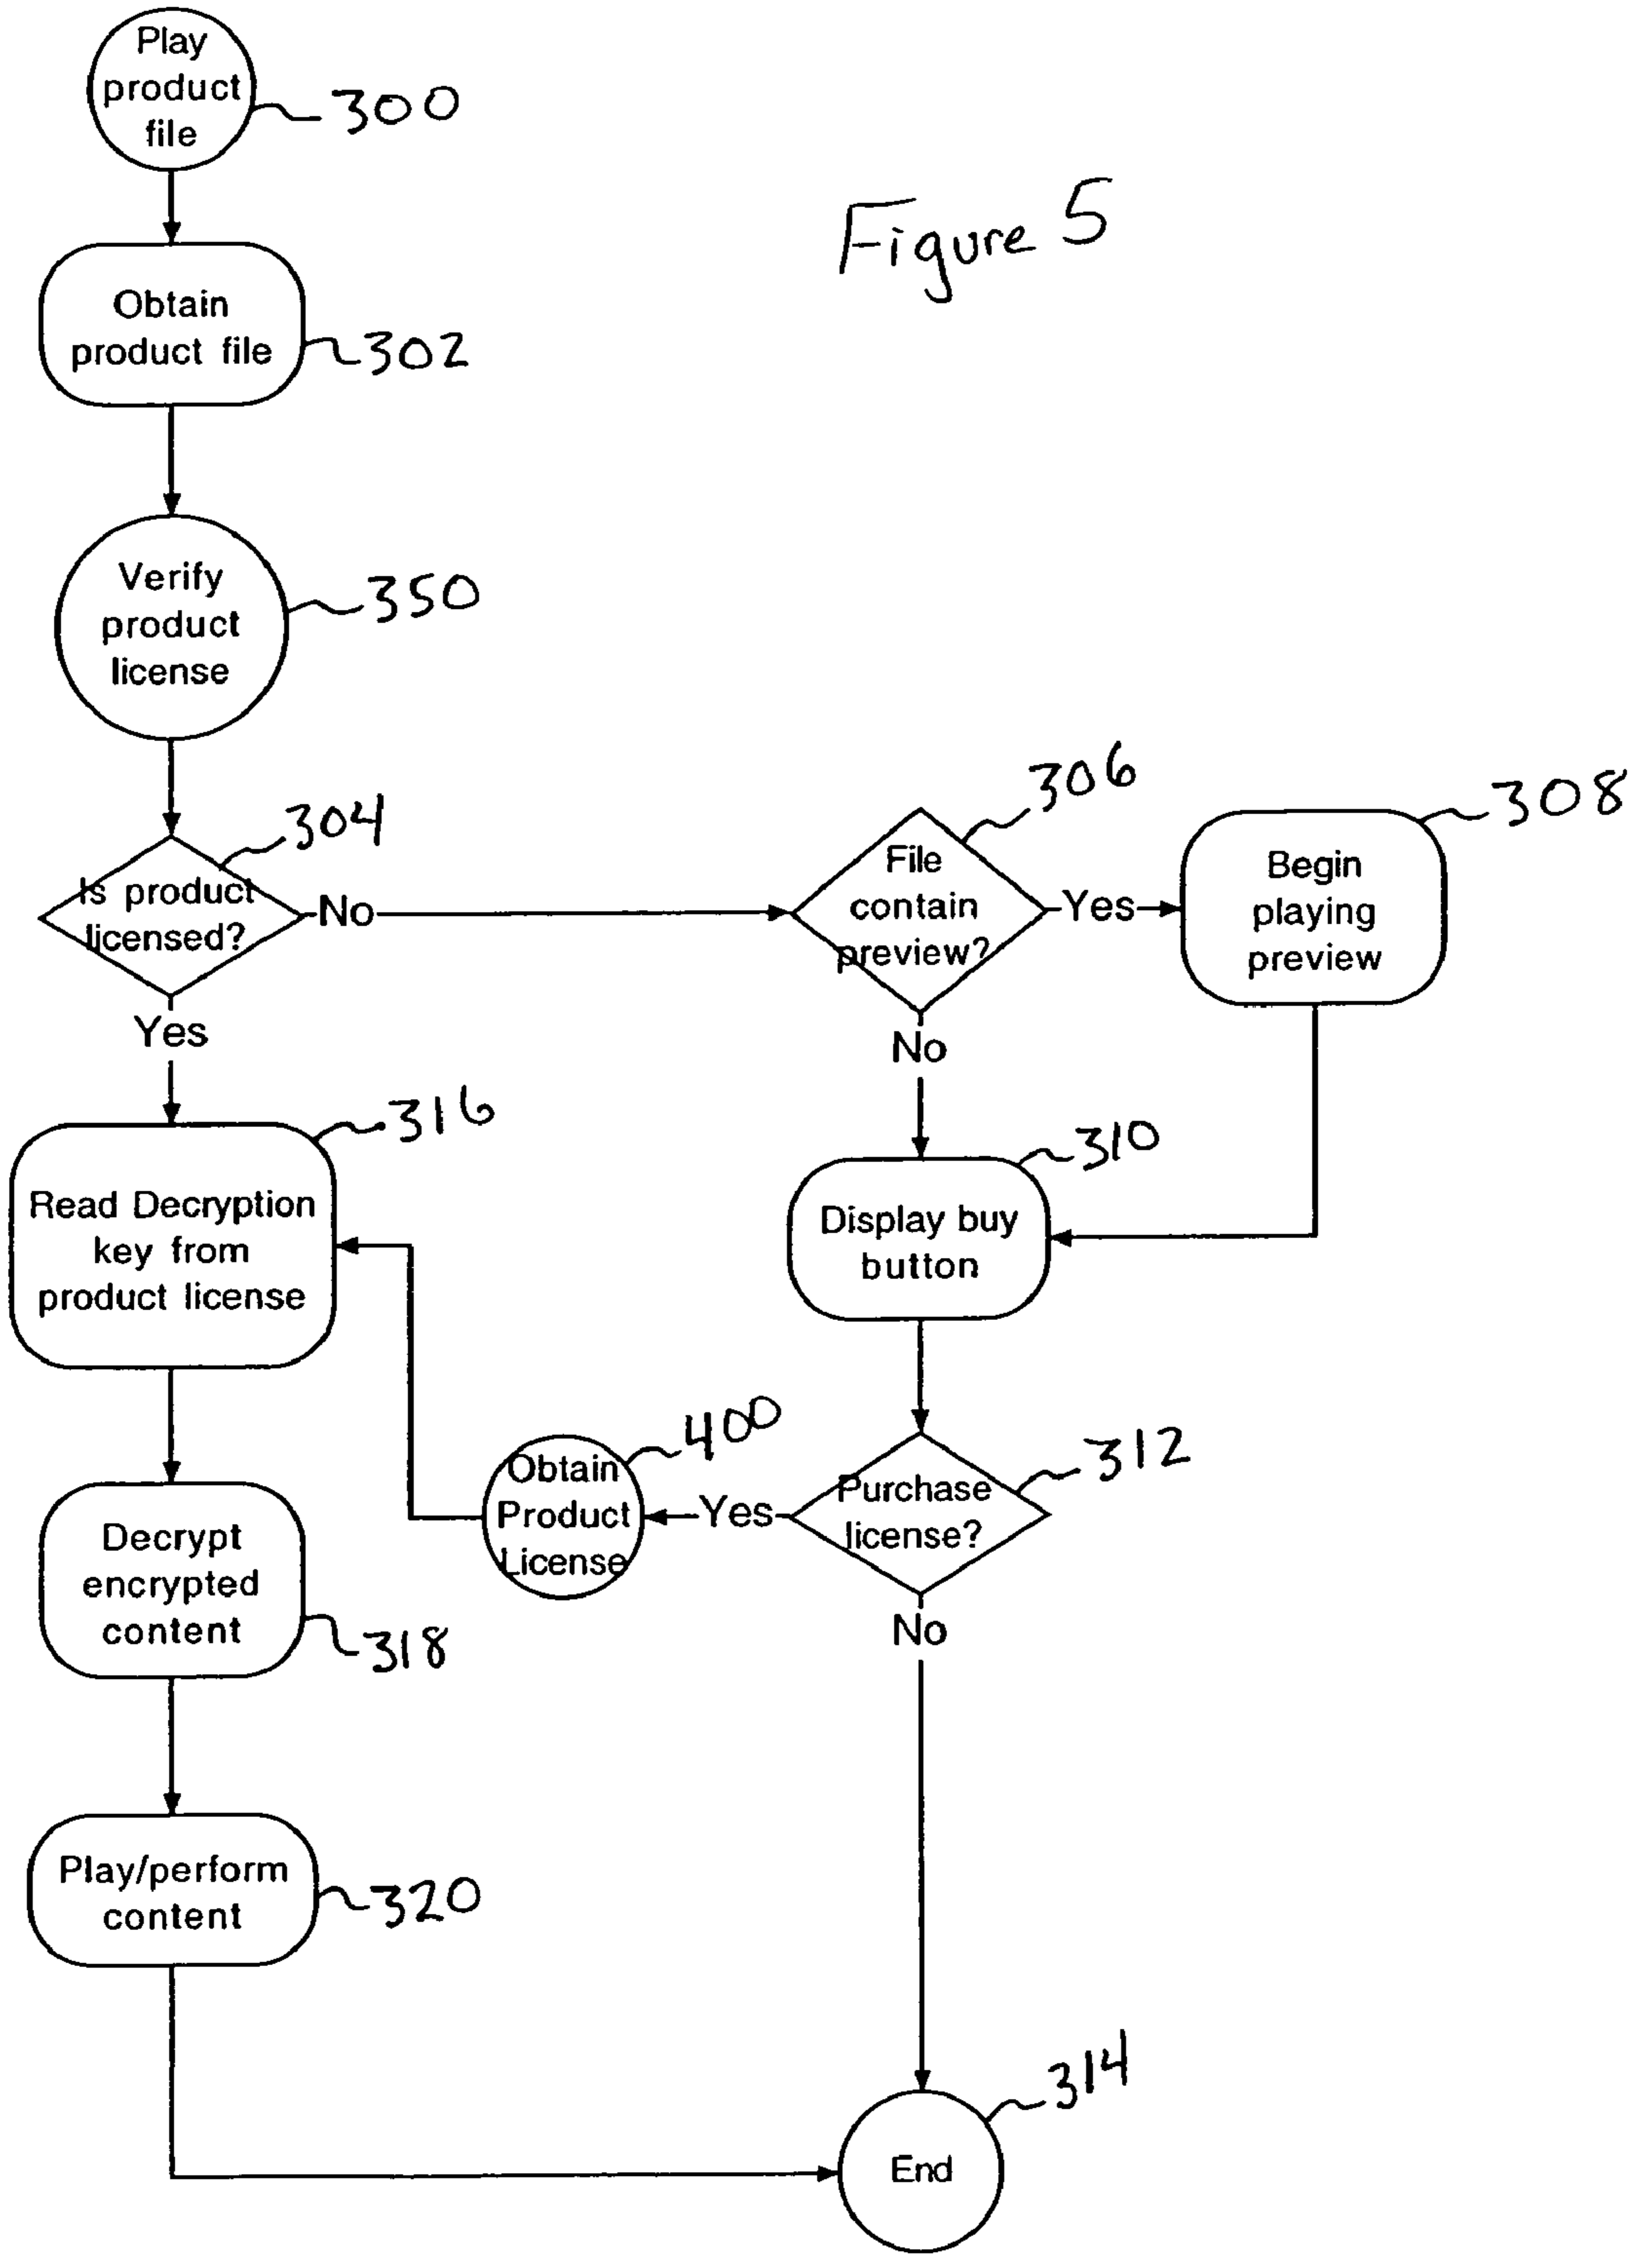 Play
product
file
300
Figure 5
Obtain
product file
302
Verify
product
license
350
304
Is product
licensed?
No
Yes
306
File
contain
preview?
Yes
No
308
Begin
playing
preview
316
Read Decryption
key from
product license
310
Display buy
button
400
Obtain
Product
License
Yes
312
Purchase
license?
No
Decrypt
encrypted
content
318
Play/perform
content
320
314
End